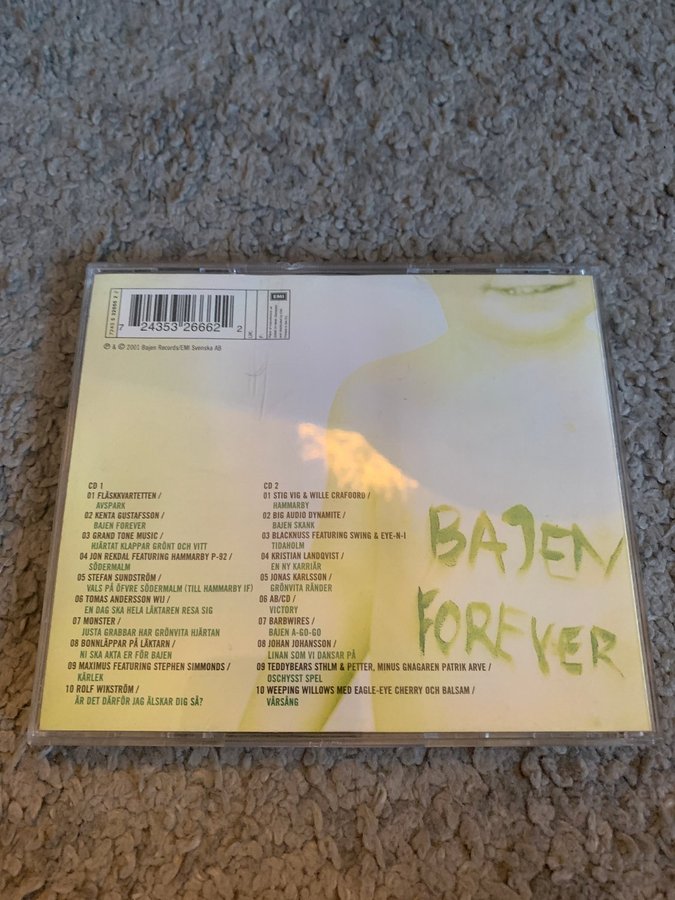 EMI
7 24353 26662 2
℗ & © 2001 Bajen Records/EMI Svenska AB
CD 1
01 FLÄSKKVARTETTEN /
AVSPARK
02 KENTA GUSTAFSSON /
BAJEN FOREVER
03 GRAND TONE MUSIC /
HJÄRTAT KLAPPAR GRÖNT OCH VITT
04 JON REKDAL FEATURING HAMMARBY P-92 /
SÖDERMALM
05 STEFAN SUNDSTRÖM /
VALS PÅ ÖFVRE SÖDERMALM (TILL HAMMARBY IF)
06 TOMAS ANDERSSON WIJ /
EN DAG SKA HELA LÄKTAREN RESA SIG
07 MONSTER /
JUSTA GRABBAR HAR GRÖNVITA HJÄRTAN
08 BONNLÄPPAR PÅ LÄKTARN /
NI SKA AKTA ER FÖR BAJEN
09 MAXIMUS FEATURING STEPHEN SIMMONDS /
KÄRLEK
10 ROLF WIKSTRÖM /
ÄR DET DÄRFÖR JAG ÄLSKAR DIG SÅ?
CD 2
01 STIG VIG & WILLE CRAFOORD /
HAMMARBY
02 BIG AUDIO DYNAMITE /
BAJEN SKANK
03 BLACKNUSS FEATURING SWING & EYE-N-I
TIDAHOLM
04 KRISTIAN LANDQVIST /
EN NY KARRIÄR
05 JONAS KARLSSON /
GRÖNVITA RÄNDER
06 AB/CD /
VICTORY
07 BARBWIRES /
BAJEN A-GO-GO
08 JOHAN JOHANSSON /
LINAN SOM VI DANSAR PÅ
09 TEDDYBEARS STHLM & PETTER, MINUS GNAGAREN PATRIK ARVE /
OSCHYSST SPEL
10 WEEPING WILLOWS MED EAGLE-EYE CHERRY OCH BALSAM /
VÅRSÅNG
BAJEN
FOREVER